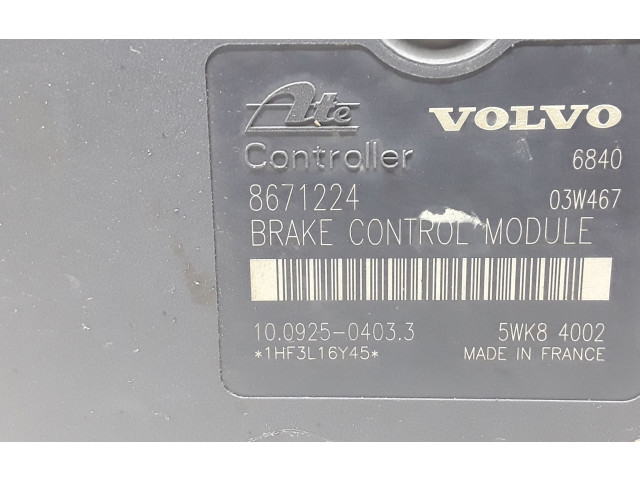 Ate VOLVO
Controller 6840
8671224 03W467
BRAKE CONTROL MODULE
10.0925-0403.3 5WK8 4002
*1HF3L16Y45* MADE IN FRANCE